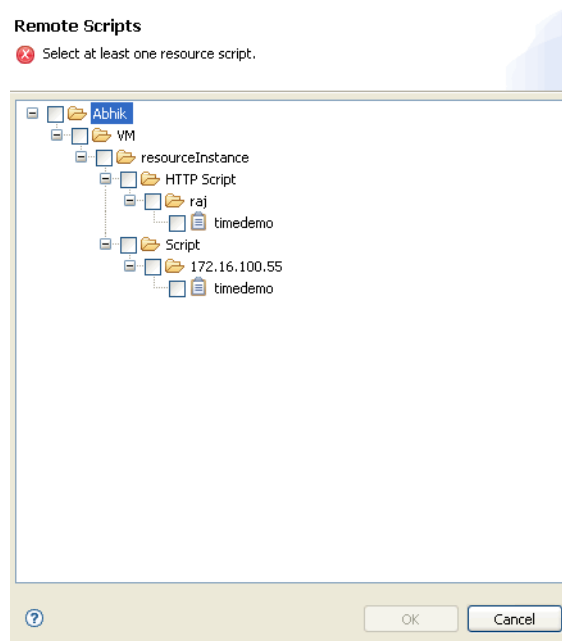 Remote Scripts
Select at least one resource script.
Abhik
VM
resourceInstance
HTTP Script
raj
timedemo
Script
172.16.100.55
timedemo
?
OK
Cancel